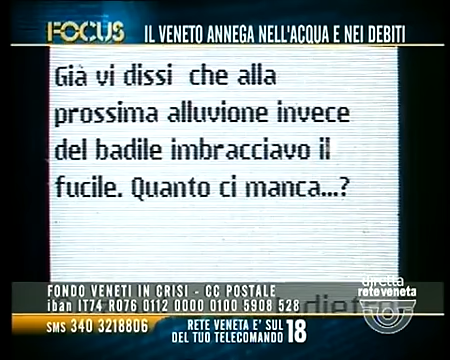 FOCUS
IL VENETO ANNEGA NELL'ACQUA E NEI DEBITI
Già vi dissi che alla
prossima alluvione invece
del badile imbracciavo il
fucile. Quanto ci manca...?
FONDO VENETI IN CRISI - CC POSTALE
iban IT74 R076 0112 0000 0100 5908 528
diretta
reteveneta
SMS 340 3218806
RETE VENETA E' SUL
DEL TUO TELECOMANDO 18